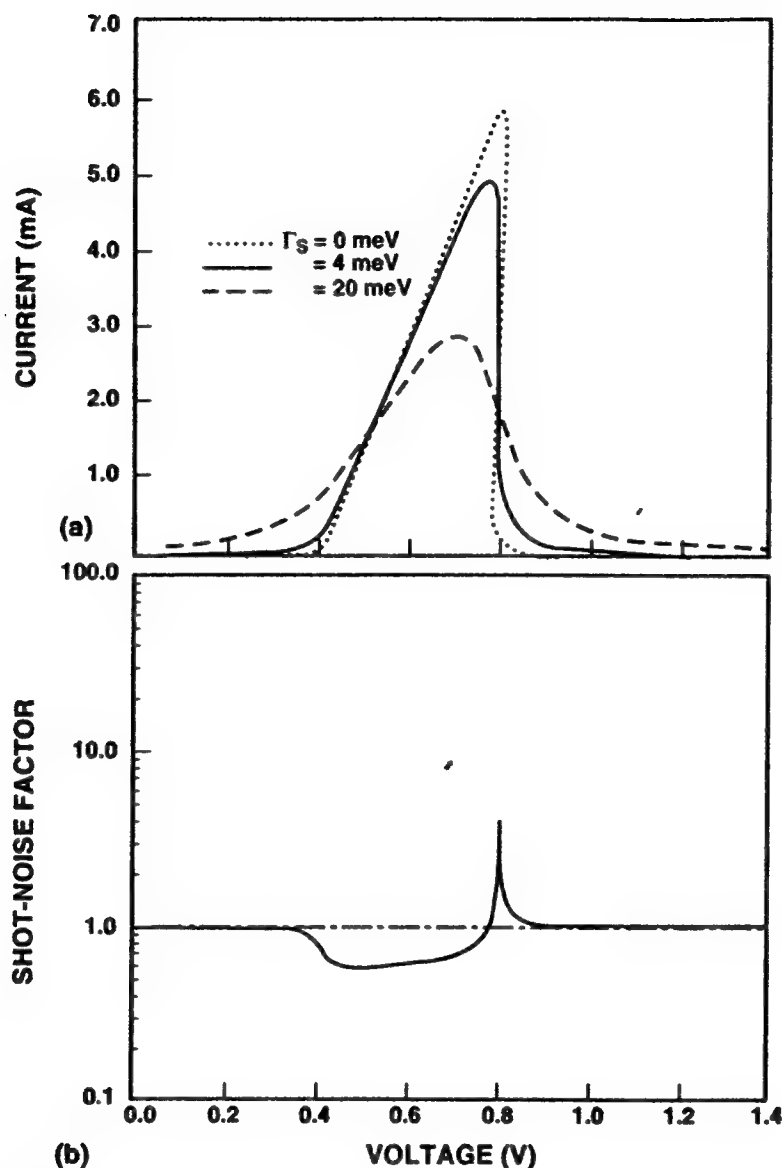 7.0
6.0
5.0
4.0
3.0
2.0
1.0
CURRENT (mA)
Γs = 0 meV
= 4 meV
= 20 meV
(a)
100.0
10.0
1.0
0.1
SHOT-NOISE FACTOR
0.0 0.2 0.4 0.6 0.8 1.0 1.2 1.4
(b) VOLTAGE (V)